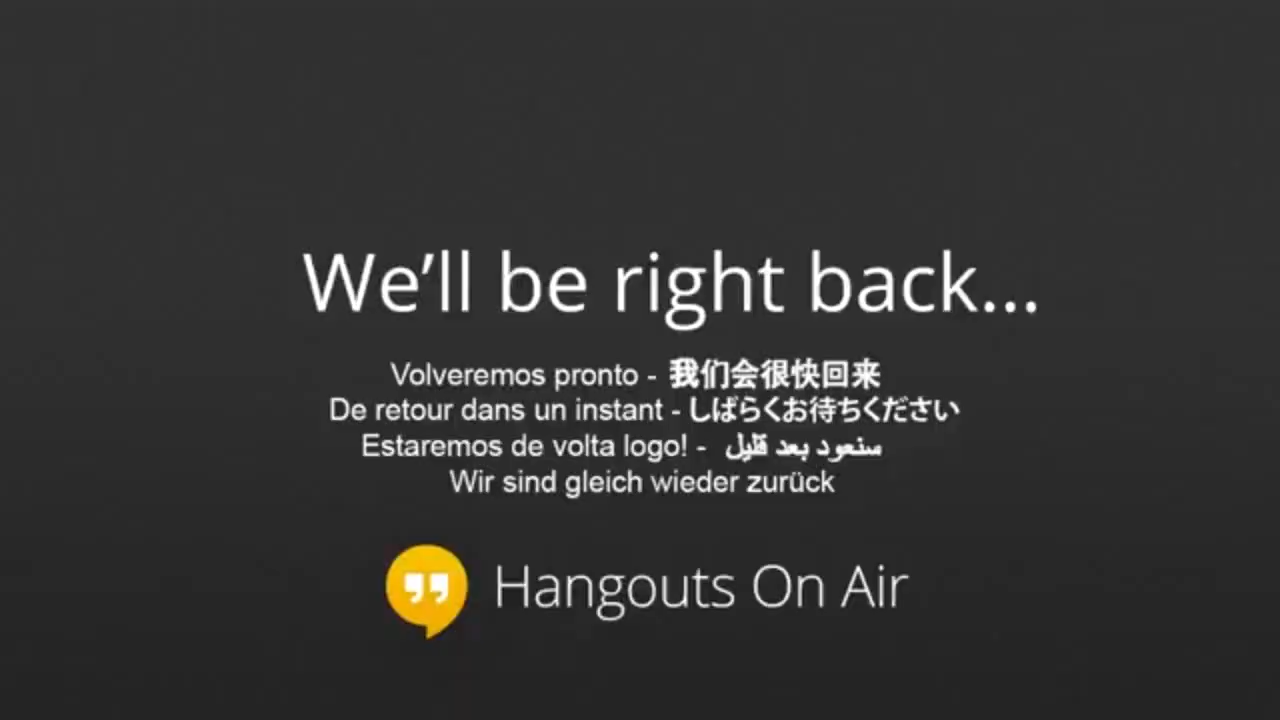 We’ll be right back...
Volveremos pronto - 我们会很快回来
De retour dans un instant - しばらくお待ちください
Estaremos de volta logo! - سنعود بعد قليل
Wir sind gleich wieder zurück
Hangouts On Air